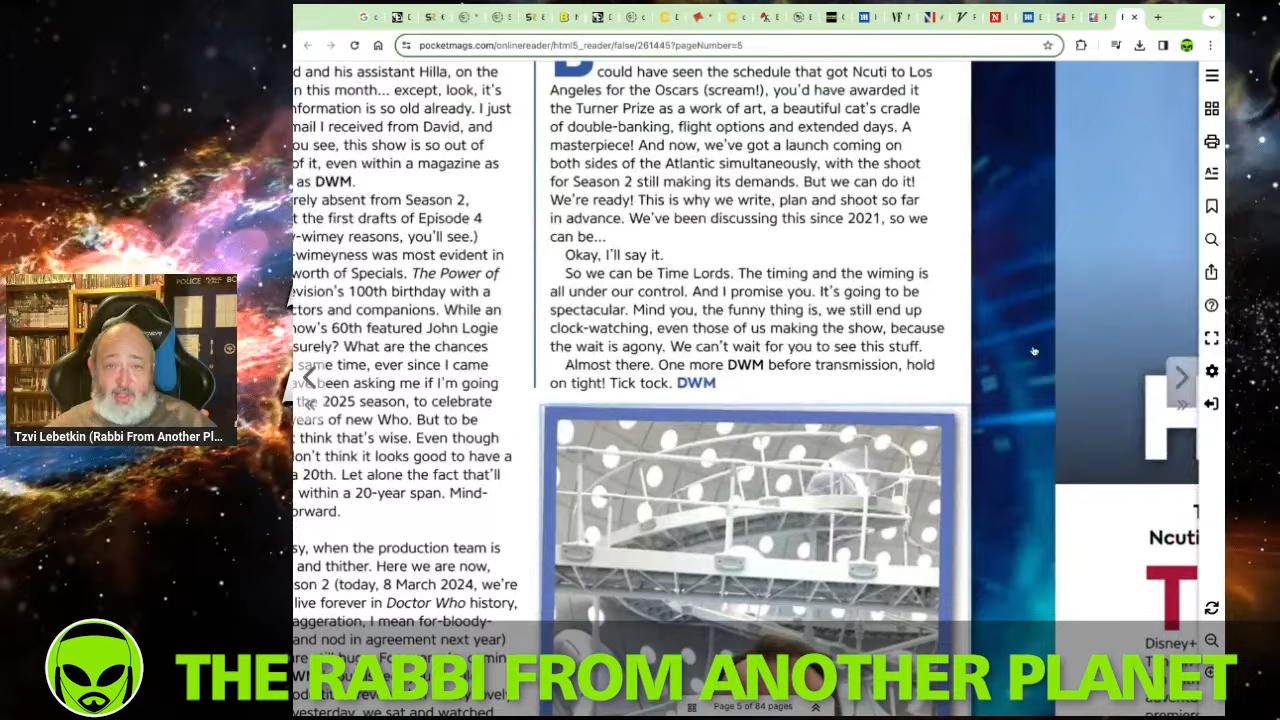 pocketmags.com/onlinereader/html5_reader/false/261445?pageNumber=5
d and his assistant Hilla, on the
n this month... except, look, it's
nformation is so old already. I just
mail I received from David, and
ou see, this show is so out of
of it, even within a magazine as
as DWM.
rely absent from Season 2,
t the first drafts of Episode 4
y-wimey reasons, you'll see.)
-wimeyness was most evident in
worth of Specials. The Power of
evision's 100th birthday with a
ctors and companions. While an
how's 60th featured John Logie
surely? What are the chances
same time, ever since I came
ave been asking me if I'm going
the 2025 season, to celebrate
years of new Who. But to be
think that's wise. Even though
on't think it looks good to have a
a 20th. Let alone the fact that'll
within a 20-year span. Mind-
orward.
sy, when the production team is
and thither. Here we are now,
son 2 (today, 8 March 2024, we're
live forever in Doctor Who history,
aggeration, I mean for-bloody-
and nod in agreement next year)
yesterday, we sat and watched
could have seen the schedule that got Ncuti to Los
Angeles for the Oscars (scream!), you'd have awarded it
the Turner Prize as a work of art, a beautiful cat's cradle
of double-banking, flight options and extended days. A
masterpiece! And now, we've got a launch coming on
both sides of the Atlantic simultaneously, with the shoot
for Season 2 still making its demands. But we can do it!
We're ready! This is why we write, plan and shoot so far
in advance. We've been discussing this since 2021, so we
can be...
Okay, I'll say it.
So we can be Time Lords. The timing and the wiming is
all under our control. And I promise you. It's going to be
spectacular. Mind you, the funny thing is, we still end up
clock-watching, even those of us making the show, because
the wait is agony. We can't wait for you to see this stuff.
Almost there. One more DWM before transmission, hold
on tight! Tick tock. DWM
H
Ncuti
T
Disney+
Page 5 of 84 pages
POLICE
BO
Tzvi Lebetkin (Rabbi From Another Pl...
THE RABBI FROM ANOTHER PLANET